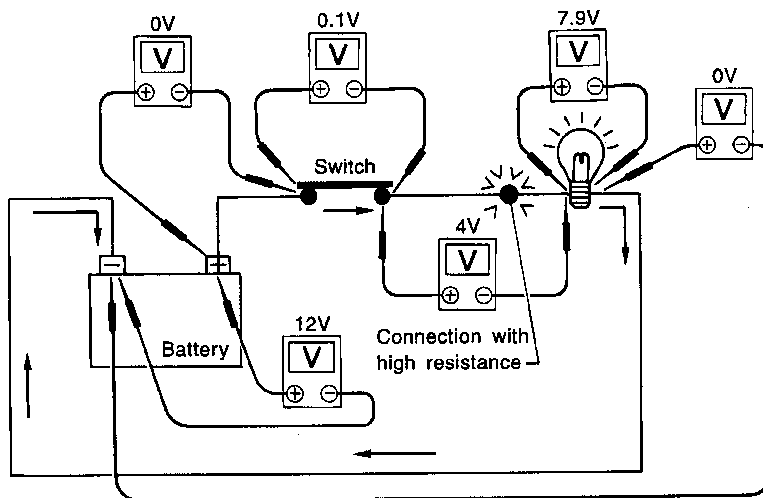 0V
0.1V
7.9V
0V
V
V
V
V
+ −
+ −
+ −
+ −
Switch
4V
V
+ −
− +
Battery
12V
V
+ −
Connection with
high resistance